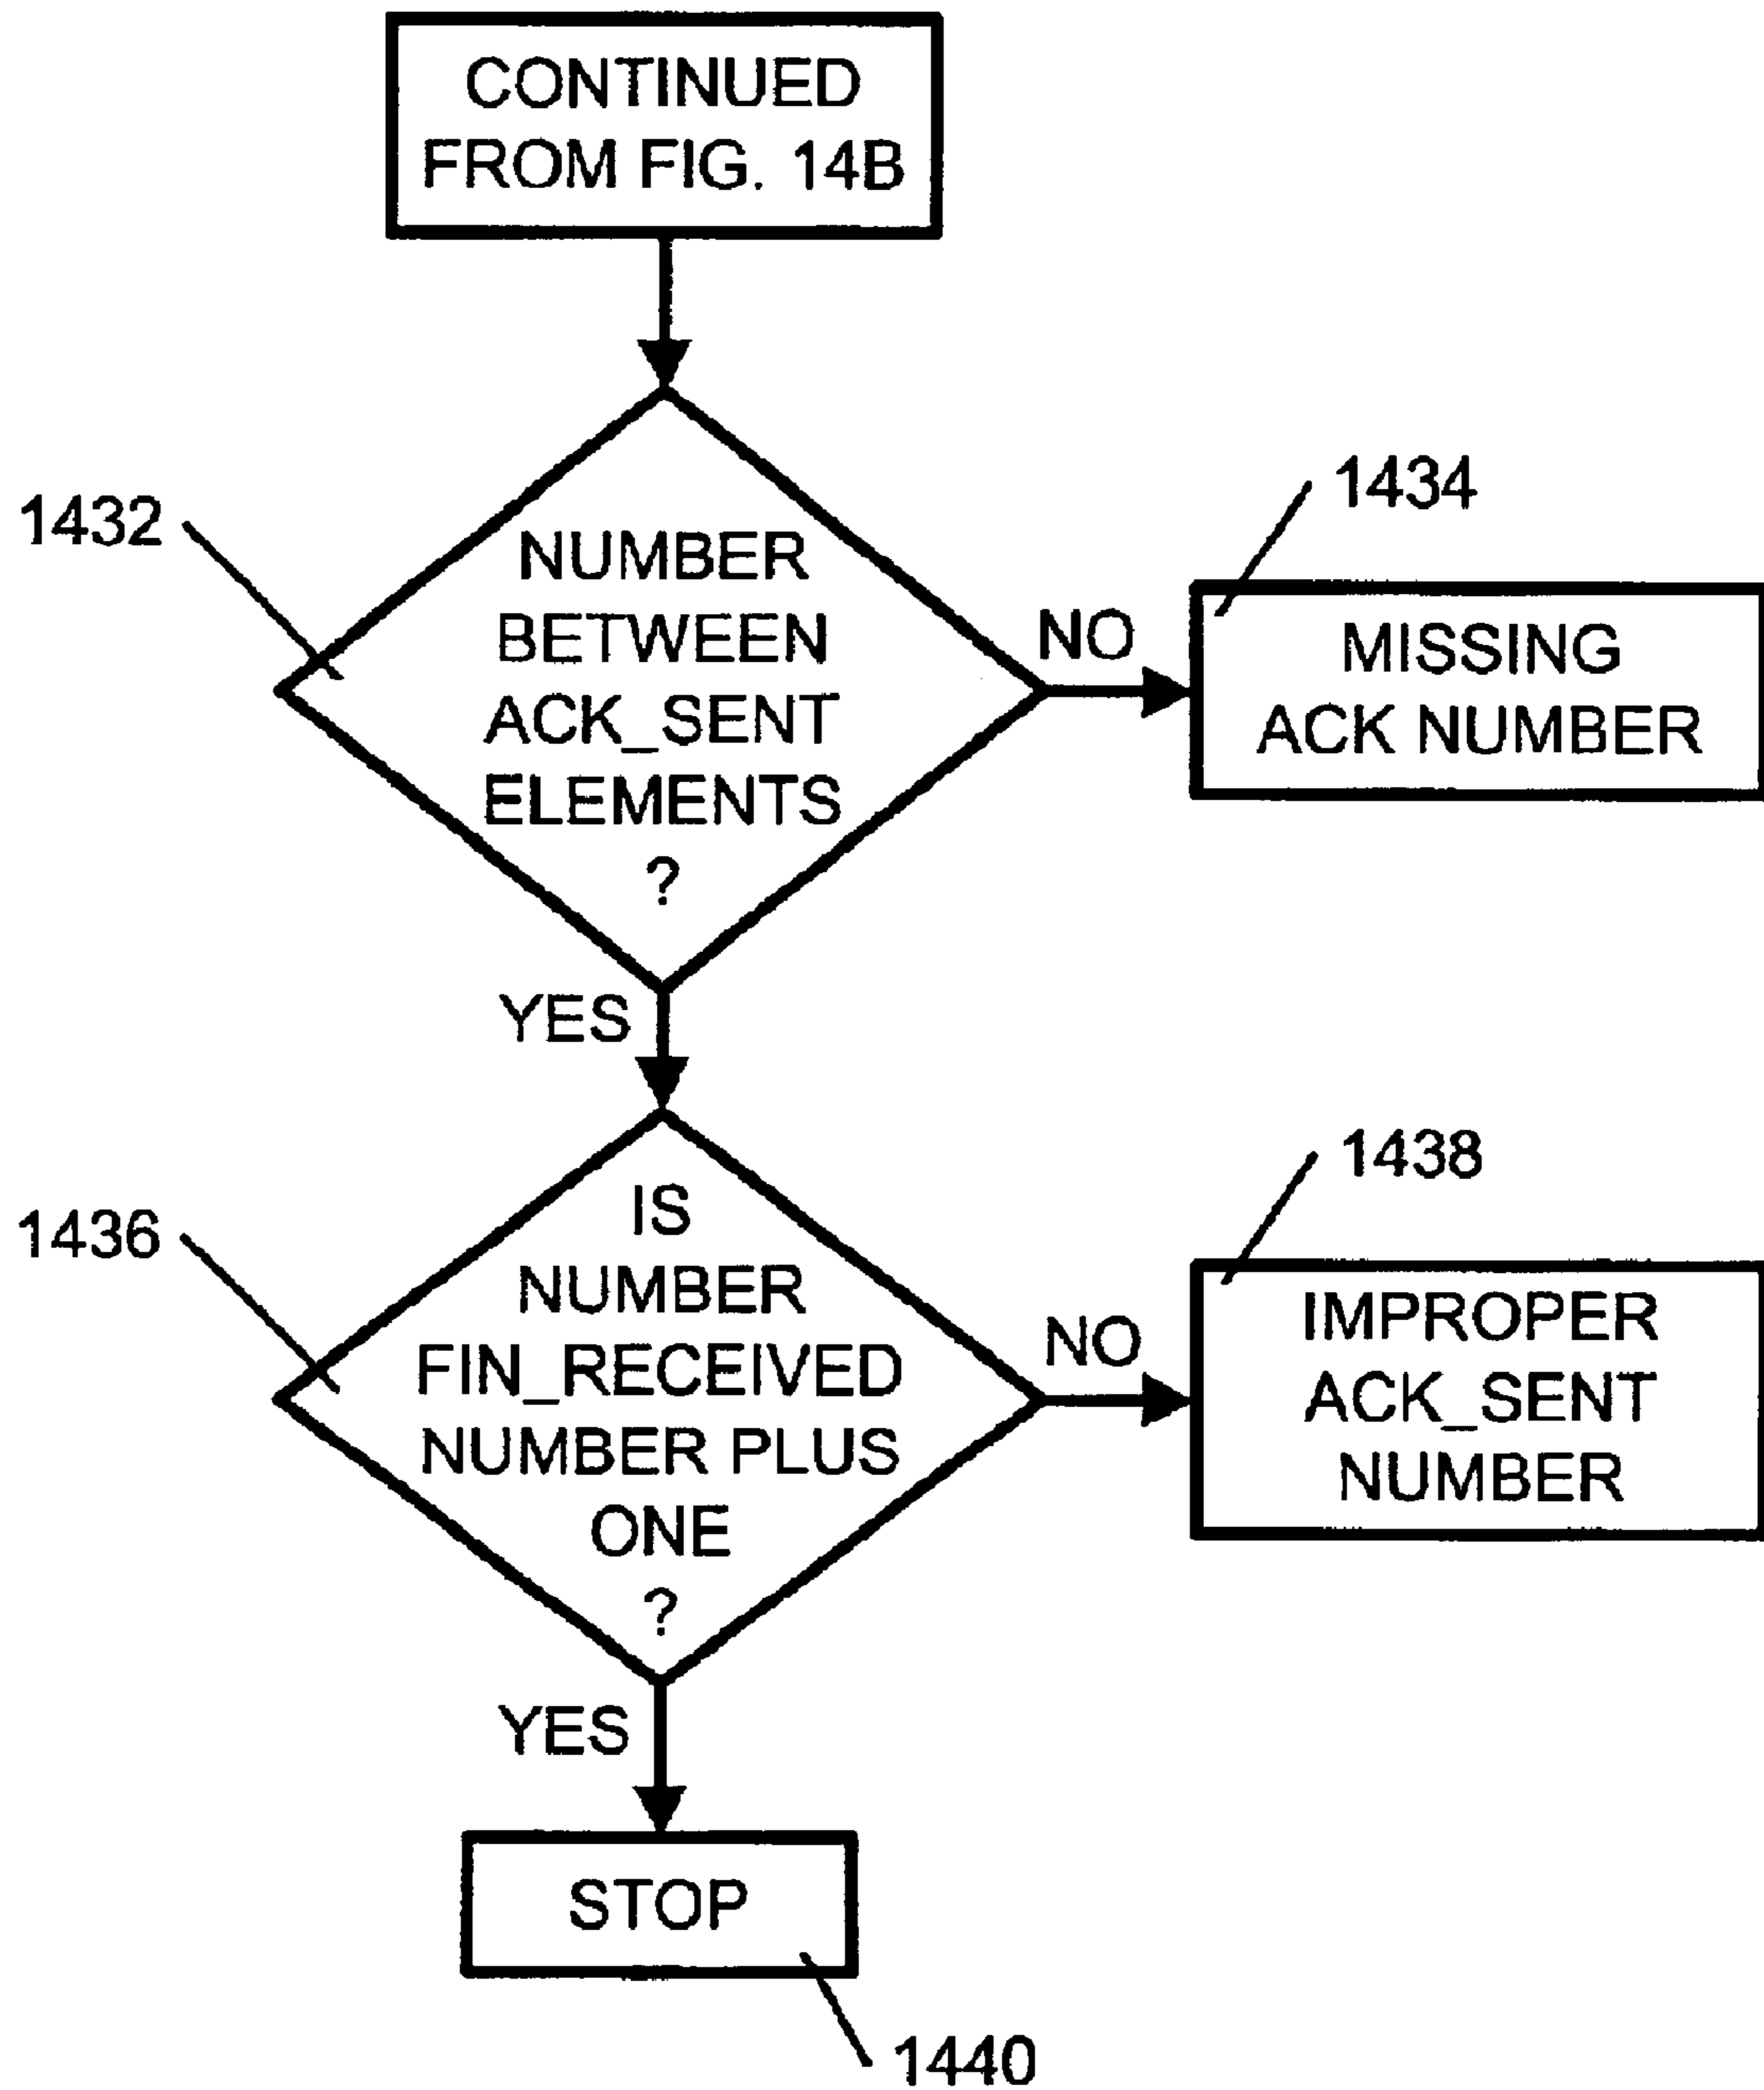 CONTINUED
FROM FIG. 14B
1432
NUMBER
BETWEEN
ACK_SENT
ELEMENTS
?
NO
1434
MISSING
ACK NUMBER
YES
1436
IS
NUMBER
FIN_RECEIVED
NUMBER PLUS
ONE
?
NO
1438
IMPROPER
ACK_SENT
NUMBER
YES
STOP
1440